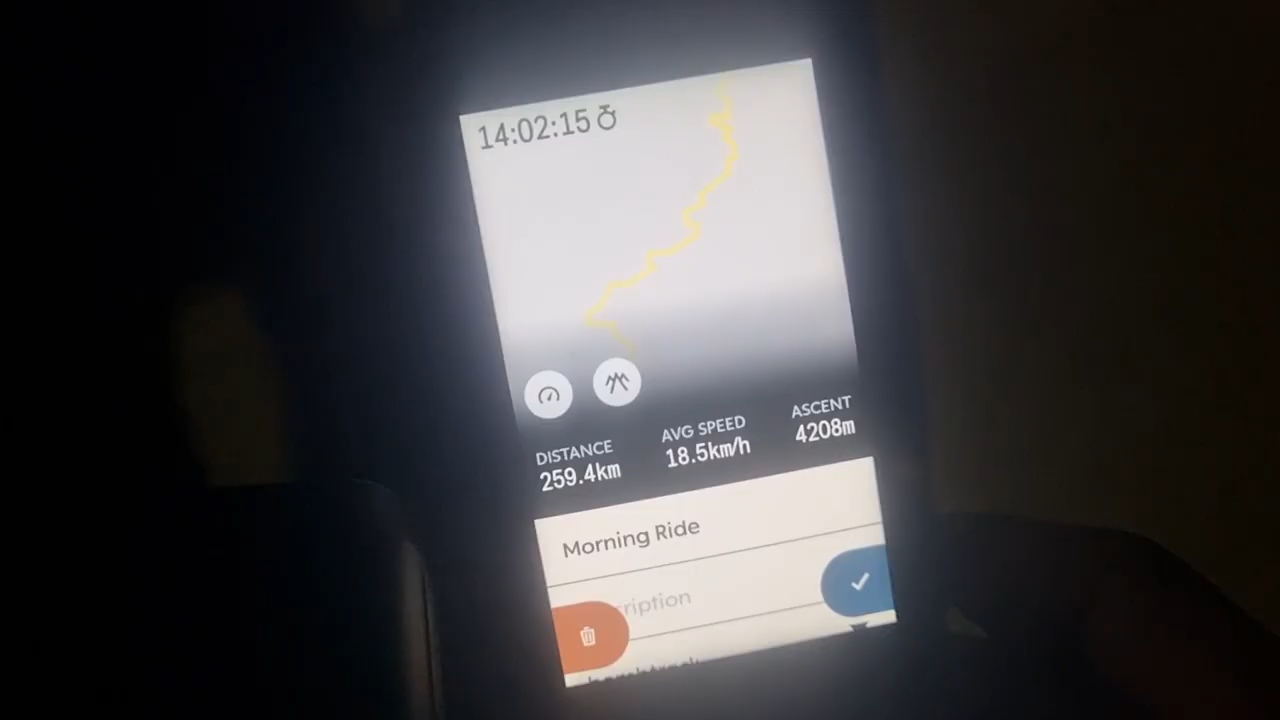 14:02:15
DISTANCE AVG SPEED ASCENT
259.4km 18.5km/h 4208m
Morning Ride